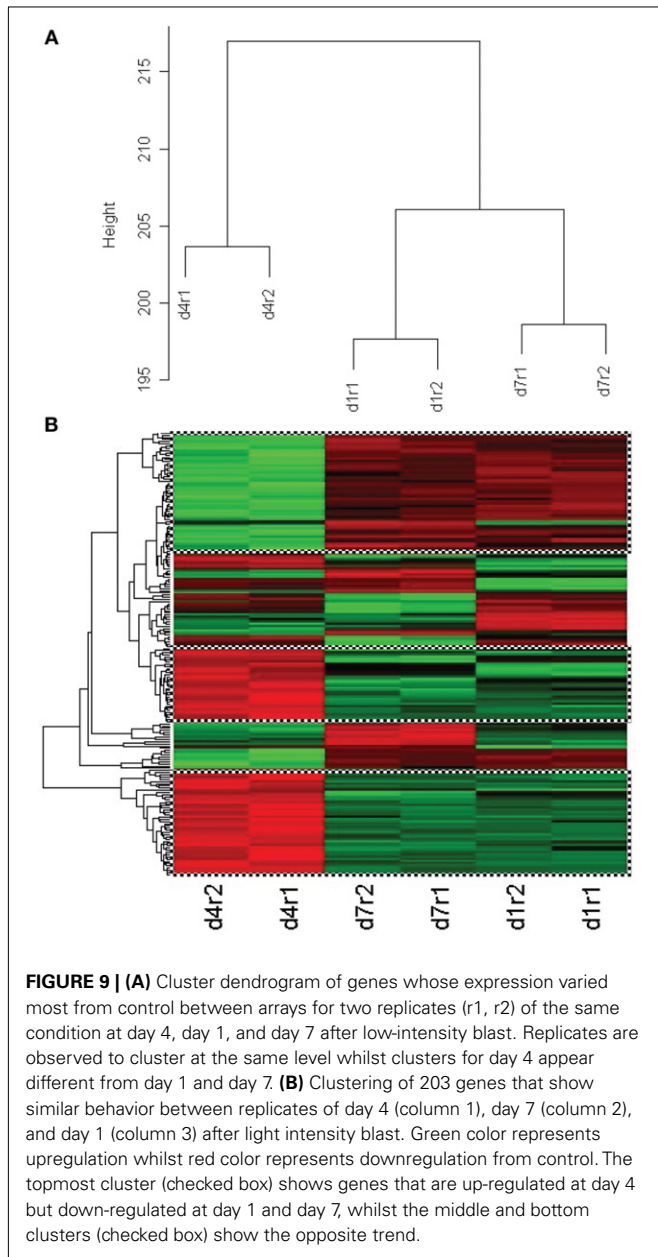 A
Height
215
210
205
200
195
d4r1
d4r2
d1r1
d1r2
d7r1
d7r2
B
d4r2
d4r1
d7r2
d7r1
d1r2
d1r1
FIGURE 9 | (A) Cluster dendrogram of genes whose expression varied
most from control between arrays for two replicates (r1, r2) of the same
condition at day 4, day 1, and day 7 after low-intensity blast. Replicates are
observed to cluster at the same level whilst clusters for day 4 appear
different from day 1 and day 7. (B) Clustering of 203 genes that show
similar behavior between replicates of day 4 (column 1), day 7 (column 2),
and day 1 (column 3) after light intensity blast. Green color represents
upregulation whilst red color represents downregulation from control. The
topmost cluster (checked box) shows genes that are up-regulated at day 4
but down-regulated at day 1 and day 7, whilst the middle and bottom
clusters (checked box) show the opposite trend.